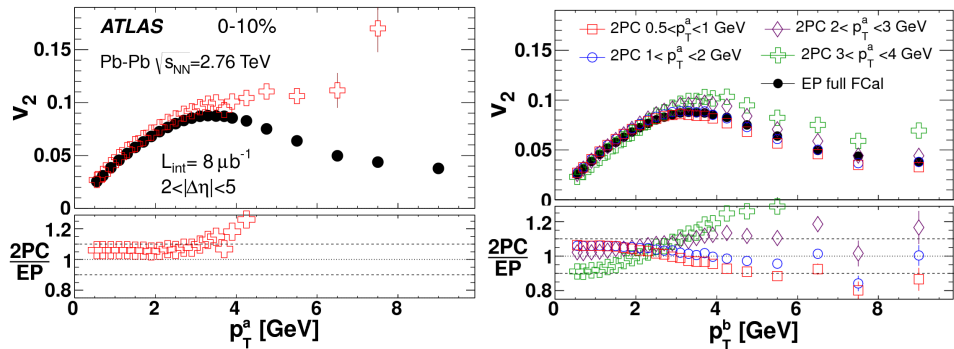 ATLAS 0-10%
Pb-Pb √sNN=2.76 TeV
Lint= 8 μb-1
2<|Δη|<5
v2
0.15
0.1
0.05
0
2PC
EP
1.2
1
0.8
0 2 4 6 8
pTa [GeV]
2PC 0.5<pTa<1 GeV
2PC 1< pTa<2 GeV
2PC 2< pTa<3 GeV
2PC 3< pTa<4 GeV
EP full FCal
v2
0.15
0.1
0.05
0
2PC
EP
1.2
1
0.8
0 2 4 6 8
pTb [GeV]